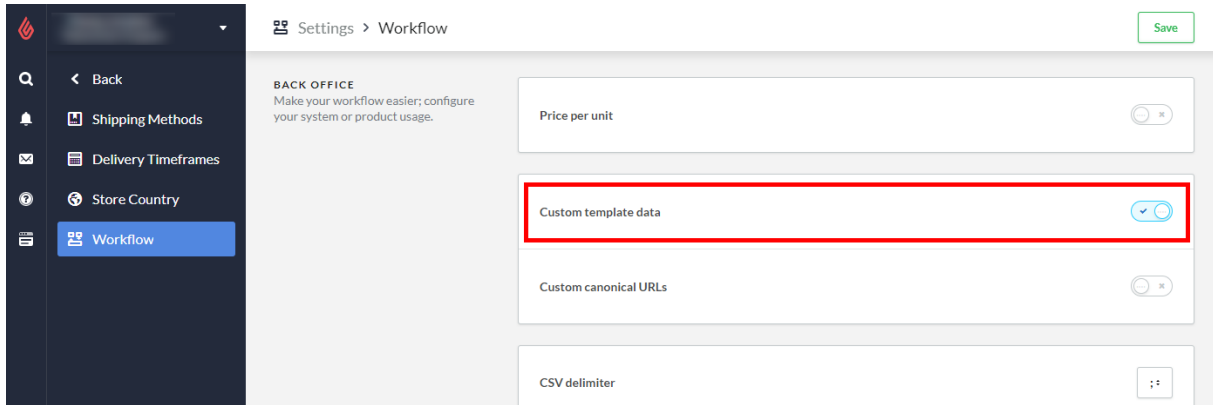 Settings > Workflow
Save
Back
Shipping Methods
Delivery Timeframes
Store Country
Workflow
BACK OFFICE
Make your workflow easier; configure
your system or product usage.
Price per unit
Custom template data
Custom canonical URLs
CSV delimiter
;